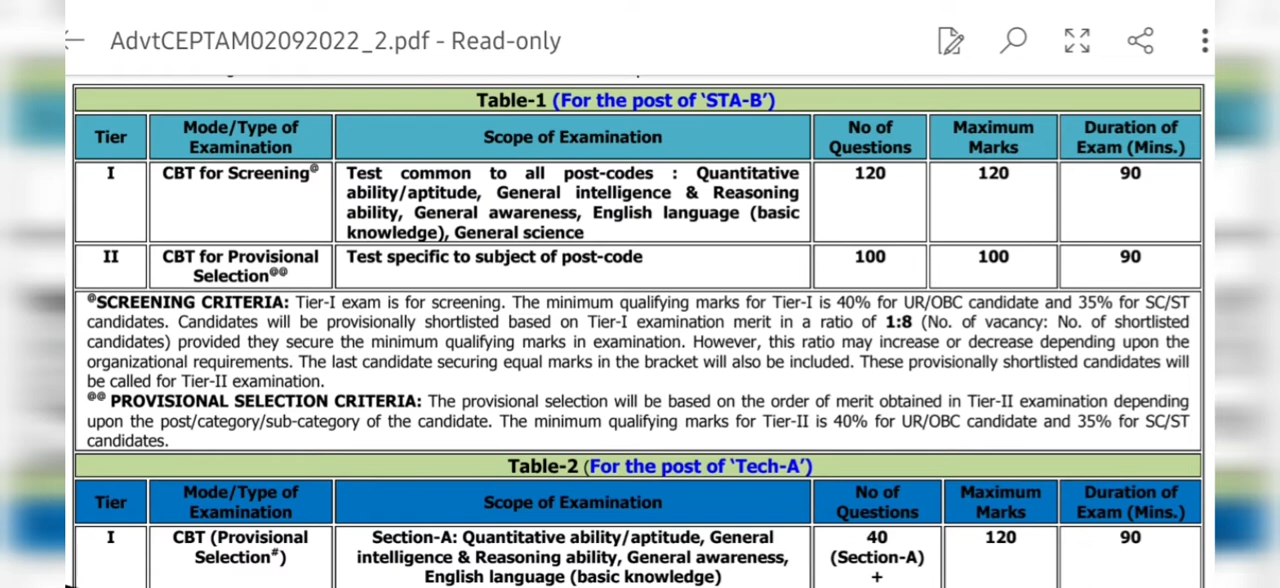 AdvtCEPTAM02092022_2.pdf - Read-only
Table-1 (For the post of 'STA-B')
Tier
Mode/Type of
Examination
Scope of Examination
No of
Questions
Maximum
Marks
Duration of
Exam (Mins.)
I
CBT for Screening@
Test common to all post-codes : Quantitative
ability/aptitude, General intelligence & Reasoning
ability, General awareness, English language (basic
knowledge), General science
120
120
90
II
CBT for Provisional
Selection@@
Test specific to subject of post-code
100
100
90
@SCREENING CRITERIA: Tier-I exam is for screening. The minimum qualifying marks for Tier-I is 40% for UR/OBC candidate and 35% for SC/ST
candidates. Candidates will be provisionally shortlisted based on Tier-I examination merit in a ratio of 1:8 (No. of vacancy: No. of shortlisted
candidates) provided they secure the minimum qualifying marks in examination. However, this ratio may increase or decrease depending upon the
organizational requirements. The last candidate securing equal marks in the bracket will also be included. These provisionally shortlisted candidates will
be called for Tier-II examination.
@@ PROVISIONAL SELECTION CRITERIA: The provisional selection will be based on the order of merit obtained in Tier-II examination depending
upon the post/category/sub-category of the candidate. The minimum qualifying marks for Tier-II is 40% for UR/OBC candidate and 35% for SC/ST
candidates.
Table-2 (For the post of 'Tech-A')
Tier
Mode/Type of
Examination
Scope of Examination
No of
Questions
Maximum
Marks
Duration of
Exam (Mins.)
I
CBT (Provisional
Selection#)
Section-A: Quantitative ability/aptitude, General
intelligence & Reasoning ability, General awareness,
English language (basic knowledge)
40
(Section-A)
+
120
90